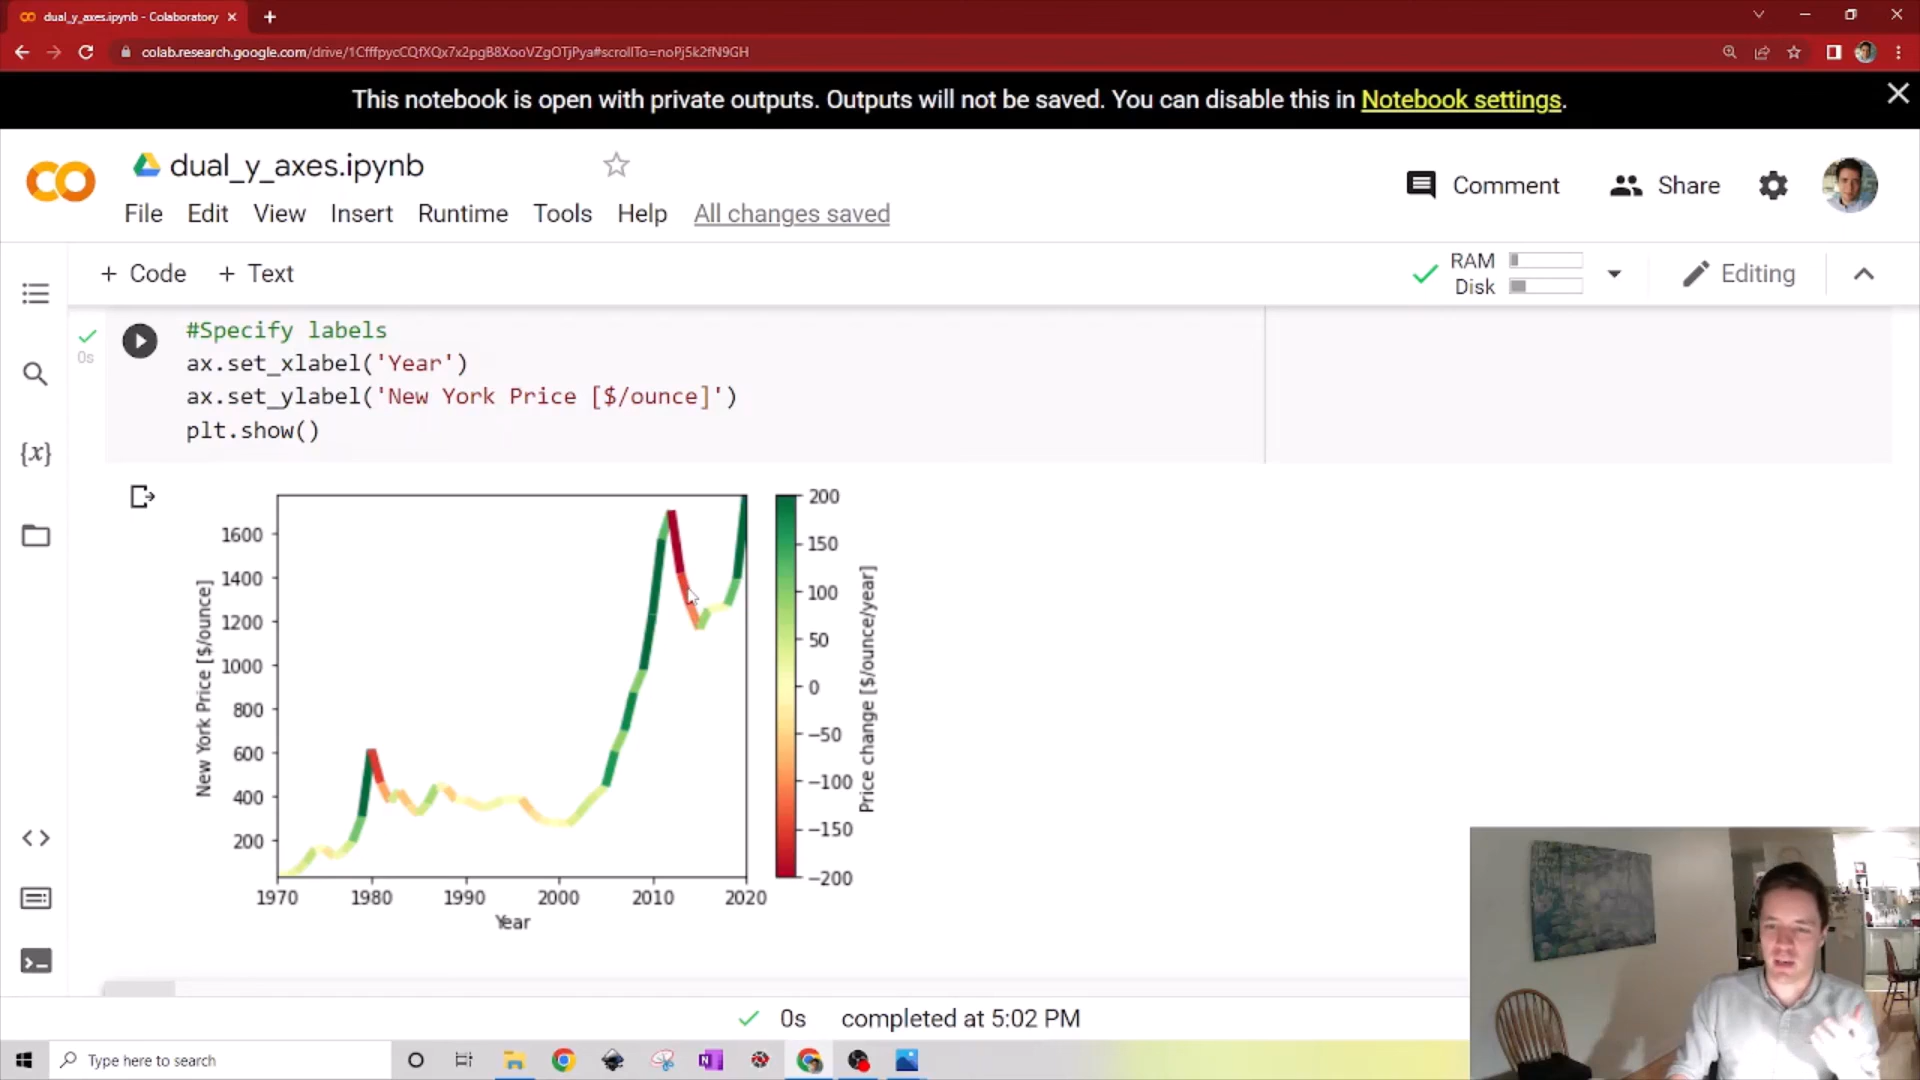 dual_y_axes.ipynb - Colaboratory
colab.research.google.com/drive/1CfffpycCQfXQx7x2pgB8XooVZgOTjPya#scrollTo=noPj5k2fN9GH
This notebook is open with private outputs. Outputs will not be saved. You can disable this in Notebook settings.
dual_y_axes.ipynb
File Edit View Insert Runtime Tools Help All changes saved
Comment Share
+ Code + Text
RAM
Disk
Editing
{x}
0s
#Specify labels
ax.set_xlabel('Year')
ax.set_ylabel('New York Price [$/ounce]')
plt.show()
New York Price [$/ounce]
1600
1400
1200
1000
800
600
400
200
1970 1980 1990 2000 2010 2020
Year
200
150
100
50
0
−50
−100
−150
−200
Price change [$/ounce/year]
0s completed at 5:02 PM
Type here to search